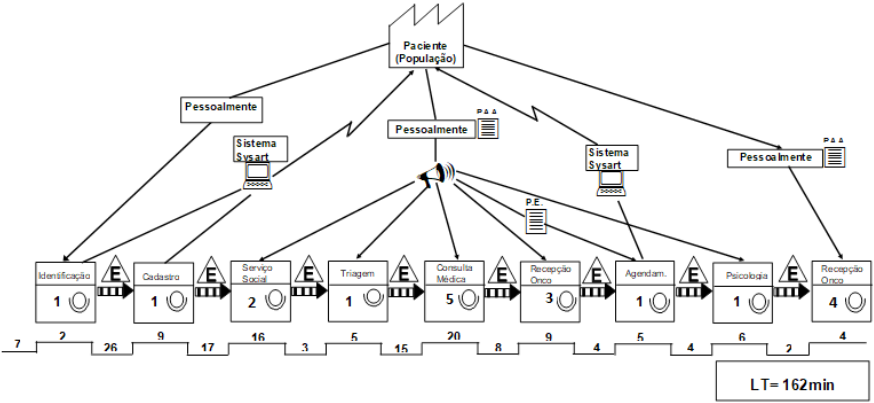 Paciente
(População)
Pessoalmente
P.A.A
Pessoalmente
Sistema
Sysart
Sistema
Sysart
P.A.A
Pessoalmente
P.E.
Identificação
1
E
Cadastro
1
E
Serviço
Social
2
E
Triagem
1
E
Consulta
Médica
5
E
Recepção
Onco
3
E
Agendam.
1
E
Psicologia
1
E
Recepção
Onco
4
7 2 26 9 17 16 3 5 15 20 8 9 4 5 4 6 2 4
LT= 162min